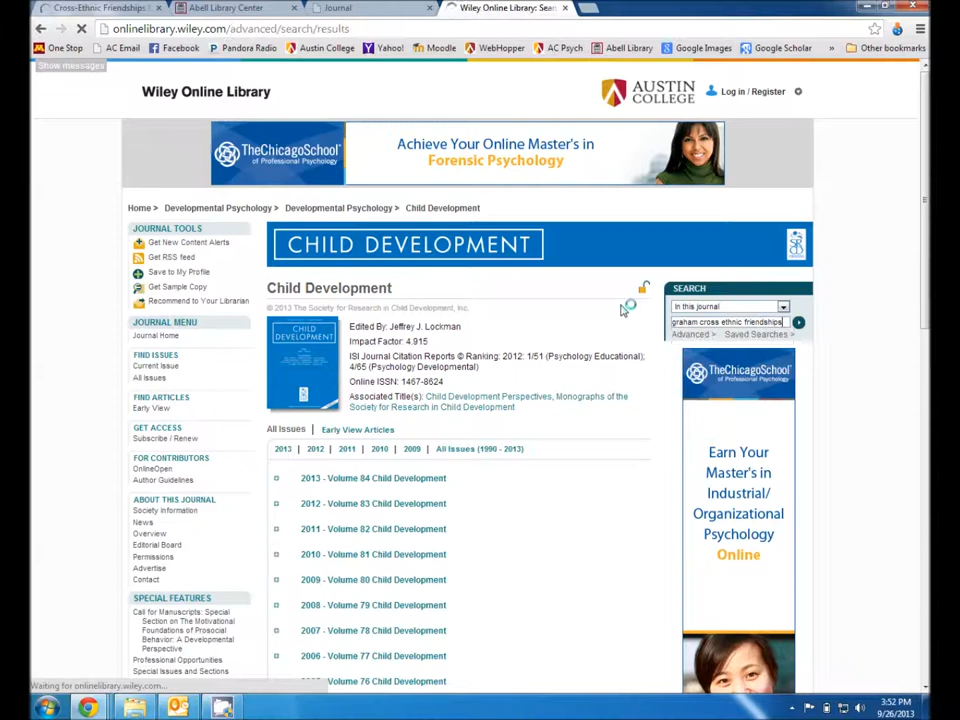 Cross-Ethnic Friendships
Abell Library Center
Journal
Wiley Online Library: Sear
onlinelibrary.wiley.com/advanced/search/results
One Stop
AC Email
Facebook
Pandora Radio
Austin College
Yahoo!
Moodle
WebHopper
AC Psych
Abell Library
Google Images
Google Scholar
»
Other bookmarks
Show messages
Wiley Online Library
AUSTIN
COLLEGE
Log in / Register
TheChicagoSchool
of Professional Psychology
Achieve Your Online Master's in
Forensic Psychology
Home > Developmental Psychology > Developmental Psychology > Child Development
JOURNAL TOOLS
Get New Content Alerts
Get RSS feed
Save to My Profile
Get Sample Copy
Recommend to Your Librarian
JOURNAL MENU
Journal Home
FIND ISSUES
Current Issue
All Issues
FIND ARTICLES
Early View
GET ACCESS
Subscribe / Renew
FOR CONTRIBUTORS
OnlineOpen
Author Guidelines
ABOUT THIS JOURNAL
Society Information
News
Overview
Editorial Board
Permissions
Advertise
Contact
SPECIAL FEATURES
Call for Manuscripts: Special
Section on The Motivational
Foundations of Prosocial
Behavior: A Developmental
Perspective
Professional Opportunities
Special Issues and Sections
CHILD DEVELOPMENT
Child Development
© 2013 The Society for Research in Child Development, Inc.
CHILD
DEVELOPMENT
Edited By: Jeffrey J. Lockman
Impact Factor: 4.915
ISI Journal Citation Reports © Ranking: 2012: 1/51 (Psychology Educational);
4/65 (Psychology Developmental)
Online ISSN: 1467-8624
Associated Title(s): Child Development Perspectives, Monographs of the
Society for Research in Child Development
All Issues | Early View Articles
2013 | 2012 | 2011 | 2010 | 2009 | All Issues (1990 - 2013)
2013 - Volume 84 Child Development
2012 - Volume 83 Child Development
2011 - Volume 82 Child Development
2010 - Volume 81 Child Development
2009 - Volume 80 Child Development
2008 - Volume 79 Child Development
2007 - Volume 78 Child Development
2006 - Volume 77 Child Development
2005 - Volume 76 Child Development
SEARCH
In this journal
graham cross ethnic friendships
Advanced > Saved Searches >
TheChicagoSchool
of Professional Psychology
Earn Your
Master's in
Industrial/
Organizational
Psychology
Online
Waiting for onlinelibrary.wiley.com...
3:52 PM
9/26/2013